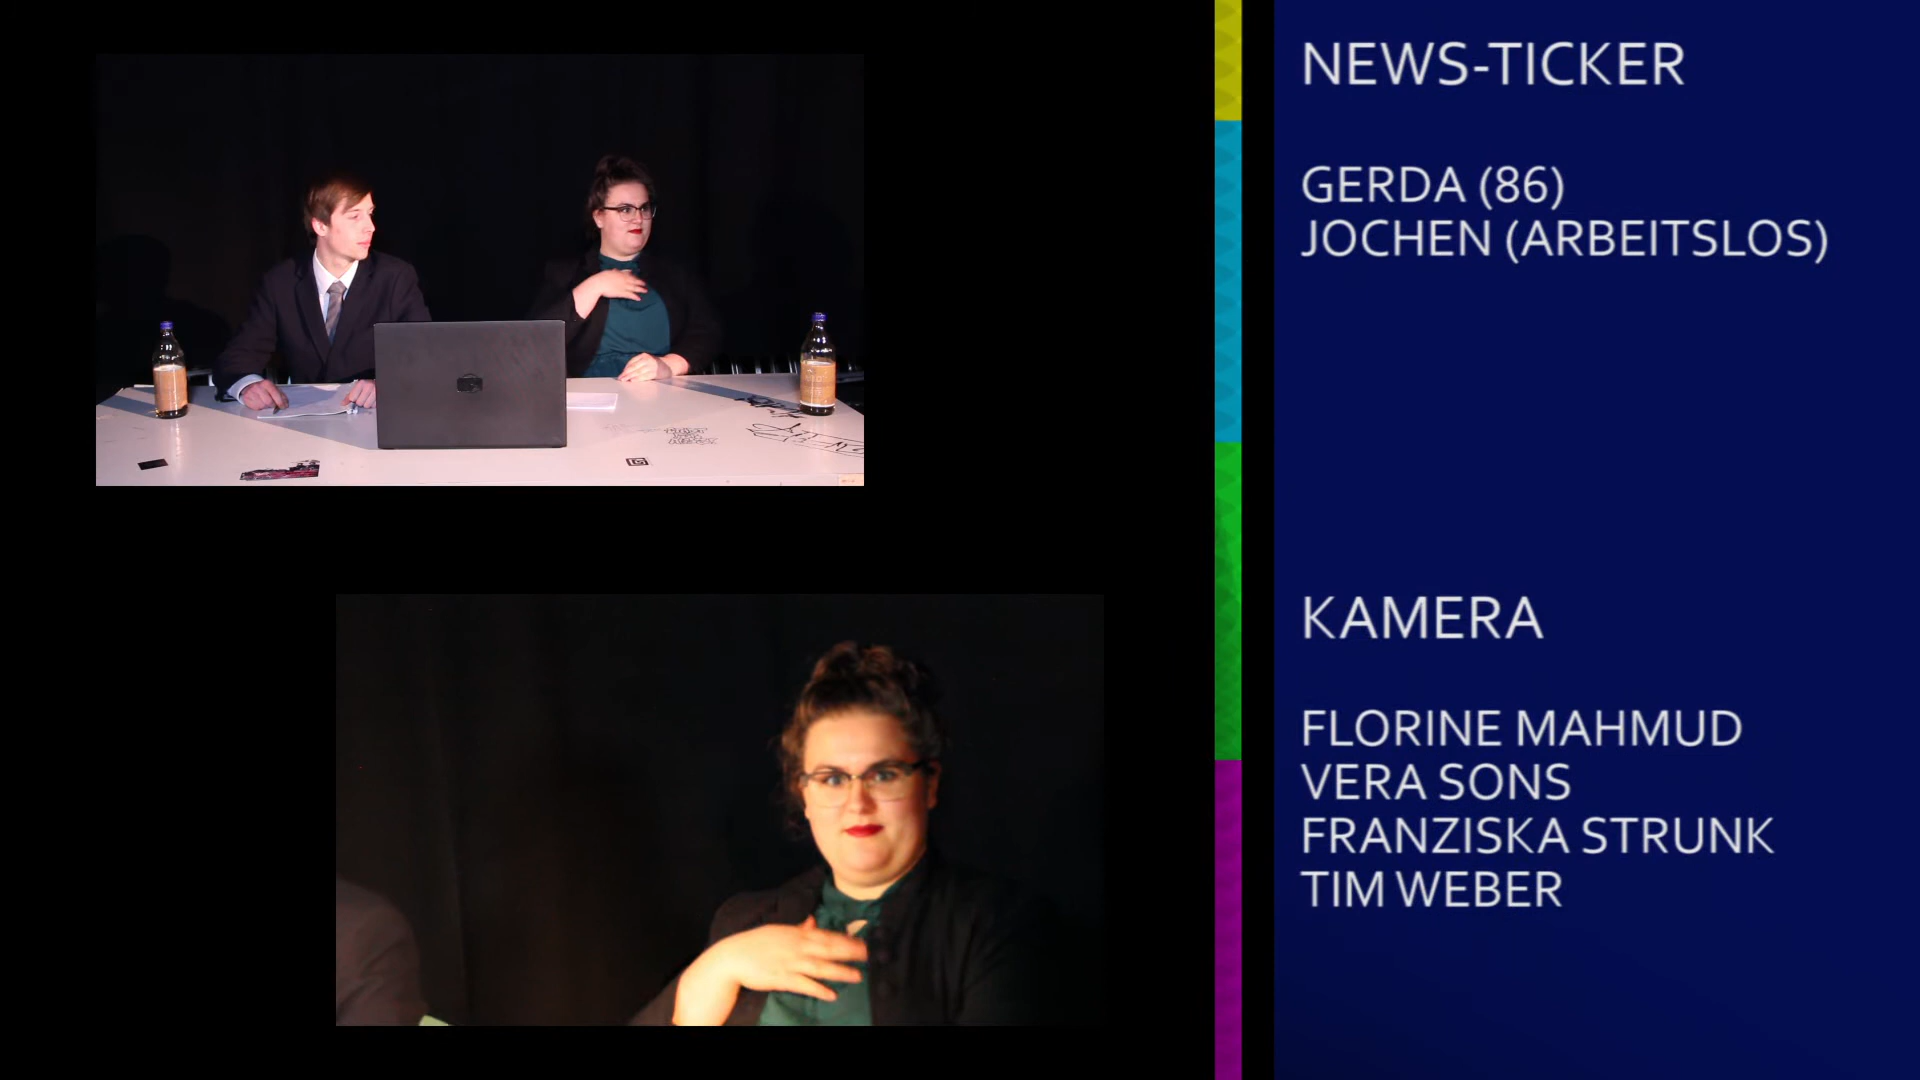 NEWS-TICKER
GERDA (86)
JOCHEN (ARBEITSLOS)
KAMERA
FLORINE MAHMUD
VERA SONS
FRANZISKA STRUNK
TIM WEBER